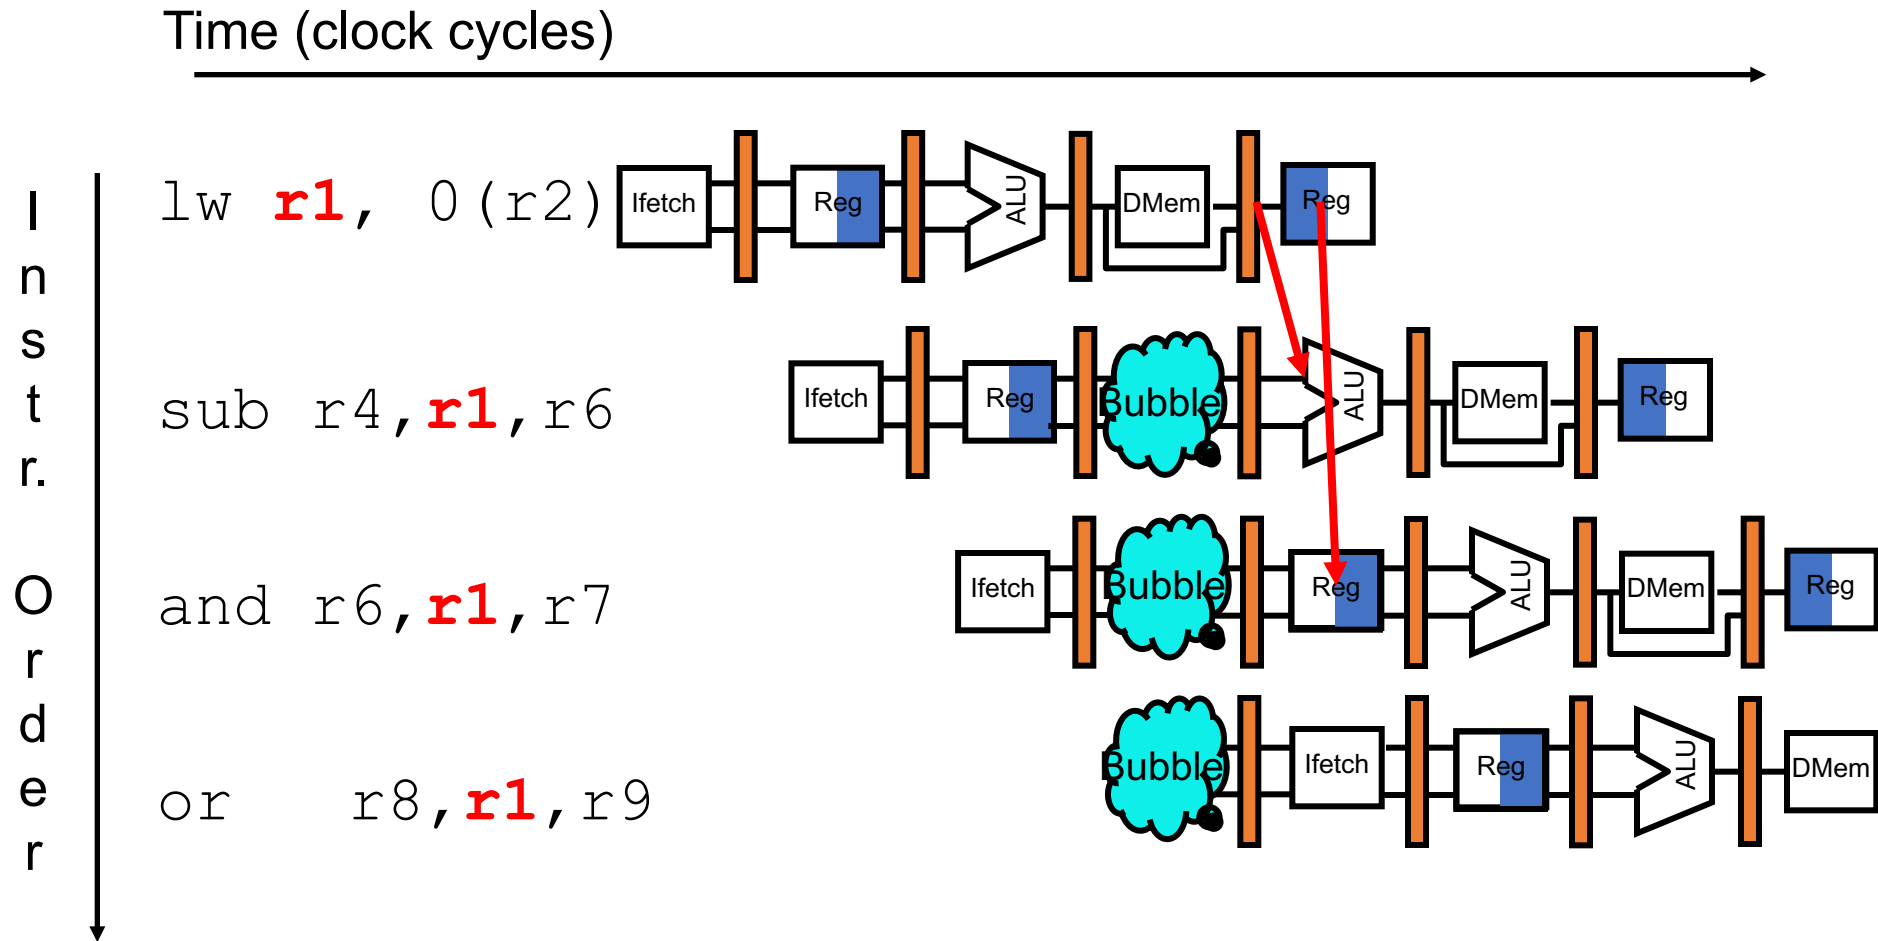 Time (clock cycles)
Instr. Order
lw r1, 0(r2) Ifetch Reg ALU DMem Reg
sub r4,r1,r6 Ifetch Reg Bubble ALU DMem Reg
and r6,r1,r7 Ifetch Bubble Reg ALU DMem Reg
or r8,r1,r9 Bubble Ifetch Reg ALU DMem